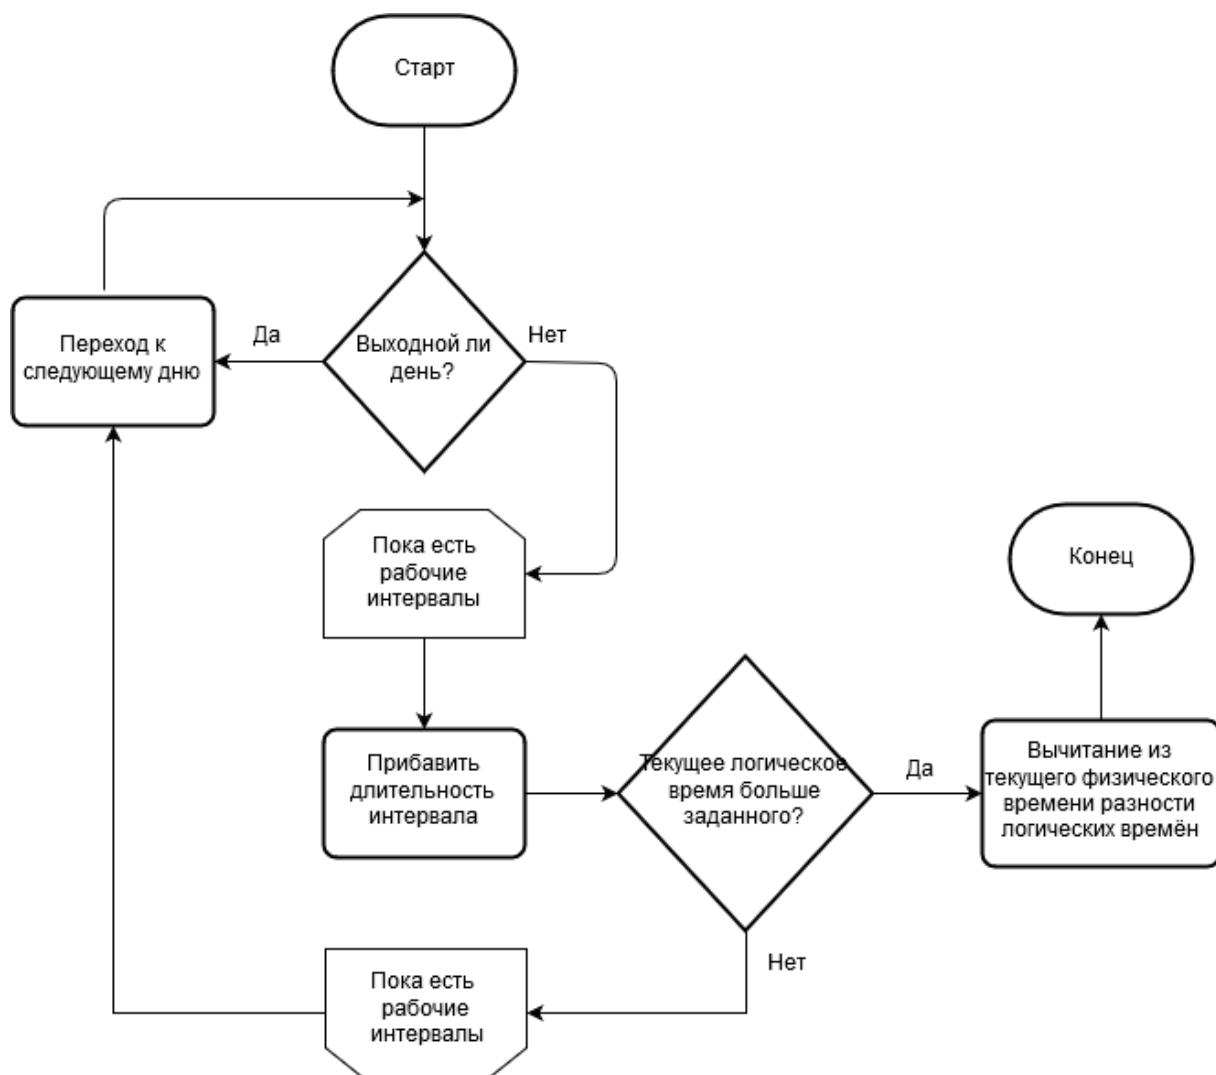 Старт
Переход к
следующему дню
Да
Выходной ли
день?
Нет
Пока есть
рабочие
интервалы
Прибавить
длительность
интервала
Текущее логическое
время больше
заданного?
Да
Вычитание из
текущего физического
времени разности
логических времён
Конец
Нет
Пока есть
рабочие
интервалы